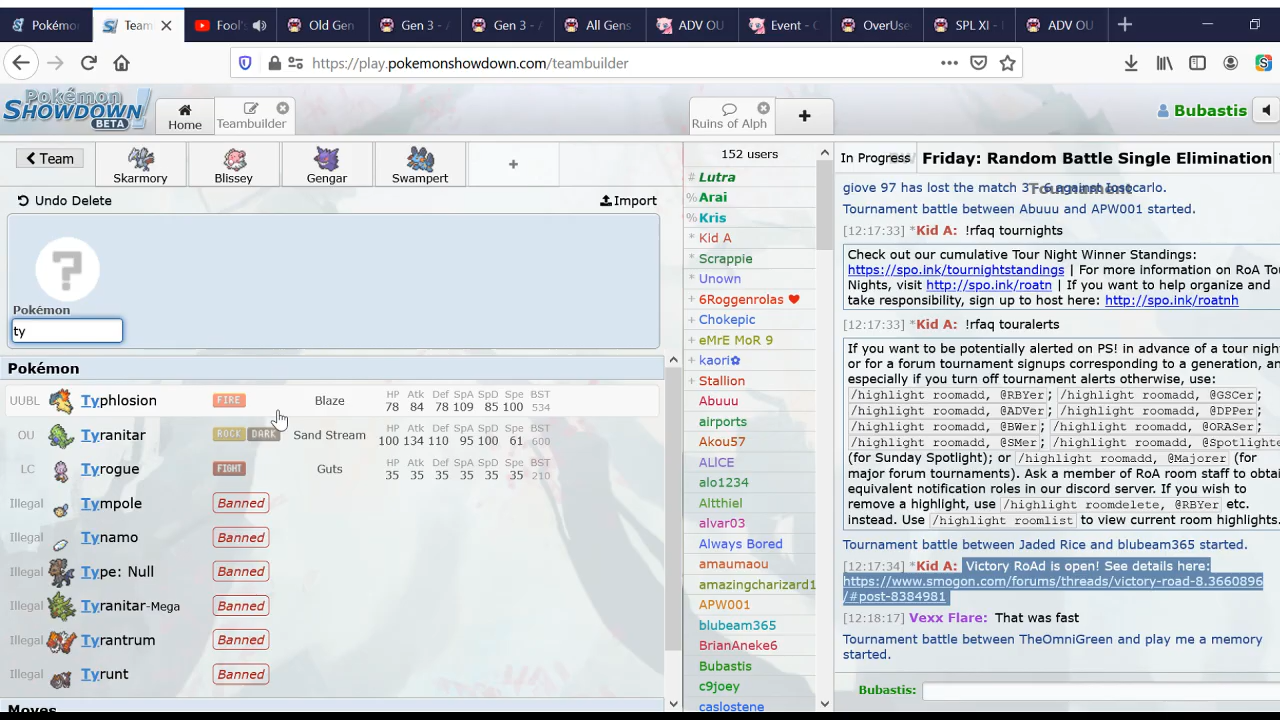 Pokémo
Team
Fool'
Old Gen
Gen 3 -
Gen 3 -
All Gens
ADV OU
Event - C
OverUse
SPL XI -
ADV OU
https://play.pokemonshowdown.com/teambuilder
Pokémon
SHOWDOWN!
BETA
Home
Teambuilder
Ruins of Alph
Bubastis
Team
Skarmory
Blissey
Gengar
Swampert
Undo Delete
Import
Pokémon
ty
Pokémon
UUBL Typhlosion FIRE Blaze HP 78 Atk 84 Def 78 SpA 109 SpD 85 Spe 100 BST 534
OU Tyranitar ROCK DARK Sand Stream HP 100 Atk 134 Def 110 SpA 95 SpD 100 Spe 61 BST 600
LC Tyrogue FIGHT Guts HP 35 Atk 35 Def 35 SpA 35 SpD 35 Spe 35 BST 210
Illegal Tympole Banned
Illegal Tynamo Banned
Illegal Type: Null Banned
Illegal Tyranitar-Mega Banned
Illegal Tyrantrum Banned
Illegal Tyrunt Banned
Moves
152 users
# Lutra
% Arai
% Kris
* Kid A
* Scrappie
* Unown
+ 6Roggenrolas ♥
+ Chokepic
+ eMrE MoR 9
+ kaori✿
+ Stallion
Abuuu
airports
Akou57
ALICE
alo1234
Altthiel
alvar03
Always Bored
amaumaou
amazingcharizard1
APW001
blubeam365
BrianAneke6
Bubastis
c9joey
caslostene
In Progress
Friday: Random Battle Single Elimination
Tournament
giove 97 has lost the match 3 - 6 against Iosecarlo.
Tournament battle between Abuuu and APW001 started.
[12:17:33] *Kid A: !rfaq tournights
Check out our cumulative Tour Night Winner Standings:
https://spo.ink/tournightstandings | For more information on RoA Tou
Nights, visit http://spo.ink/roatn | If you want to help organize and
take responsibility, sign up to host here: http://spo.ink/roatnh
[12:17:33] *Kid A: !rfaq touralerts
If you want to be potentially alerted on PS! in advance of a tour night
or for a forum tournament signups corresponding to a generation, and
especially if you turn off tournament alerts otherwise, use:
/highlight roomadd, @RBYer; /highlight roomadd, @GSCer;
/highlight roomadd, @ADVer; /highlight roomadd, @DPPer;
/highlight roomadd, @BWer; /highlight roomadd, @ORASer;
/highlight roomadd, @SMer; /highlight roomadd, @Spotlighte
(for Sunday Spotlight); or /highlight roomadd, @Majorer (for
major forum tournaments). Ask a member of RoA room staff to obtain
equivalent notification roles in our discord server. If you wish to
remove a highlight, use /highlight roomdelete, @RBYer etc.
instead. Use /highlight roomlist to view current room highlights.
Tournament battle between Jaded Rice and blubeam365 started.
[12:17:34] *Kid A: Victory RoAd is open! See details here:
https://www.smogon.com/forums/threads/victory-road-8.3660896
/#post-8384981
[12:18:17] Vexx Flare: That was fast
Tournament battle between TheOmniGreen and play me a memory
started.
Bubastis: